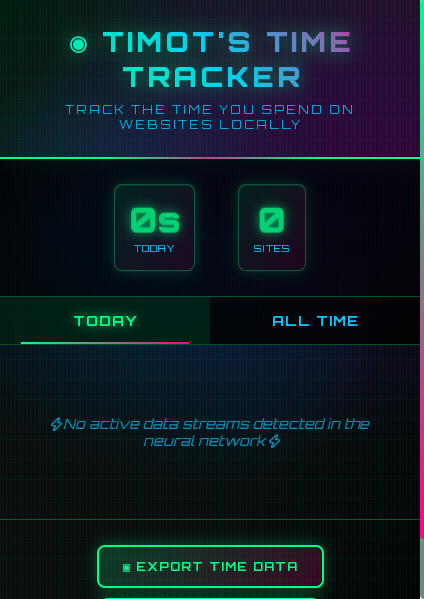 ◉ TIMOT'S TIME
TRACKER
TRACK THE TIME YOU SPEND ON
WEBSITES LOCALLY
0s
TODAY
0
SITES
TODAY
ALL TIME
⚡No active data streams detected in the
neural network⚡
▣ EXPORT TIME DATA